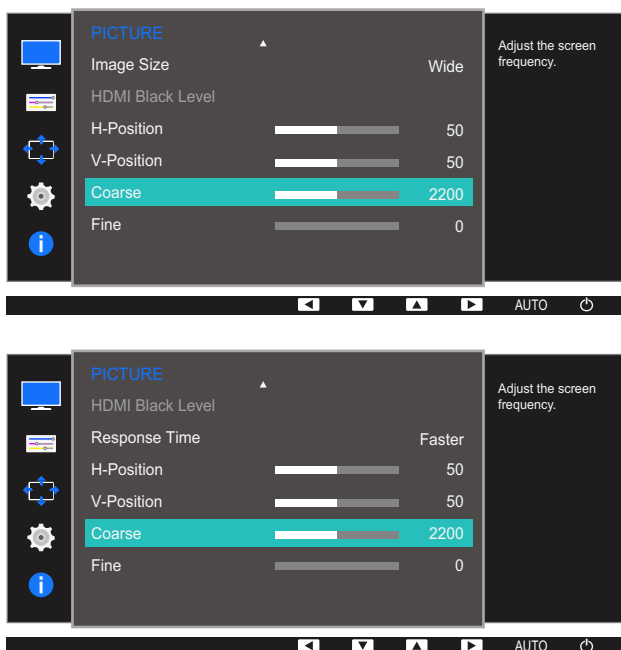 PICTURE
Image Size Wide
HDMI Black Level
H-Position 50
V-Position 50
Coarse 2200
Fine 0
Adjust the screen
frequency.
AUTO
PICTURE
HDMI Black Level
Response Time Faster
H-Position 50
V-Position 50
Coarse 2200
Fine 0
Adjust the screen
frequency.
AUTO